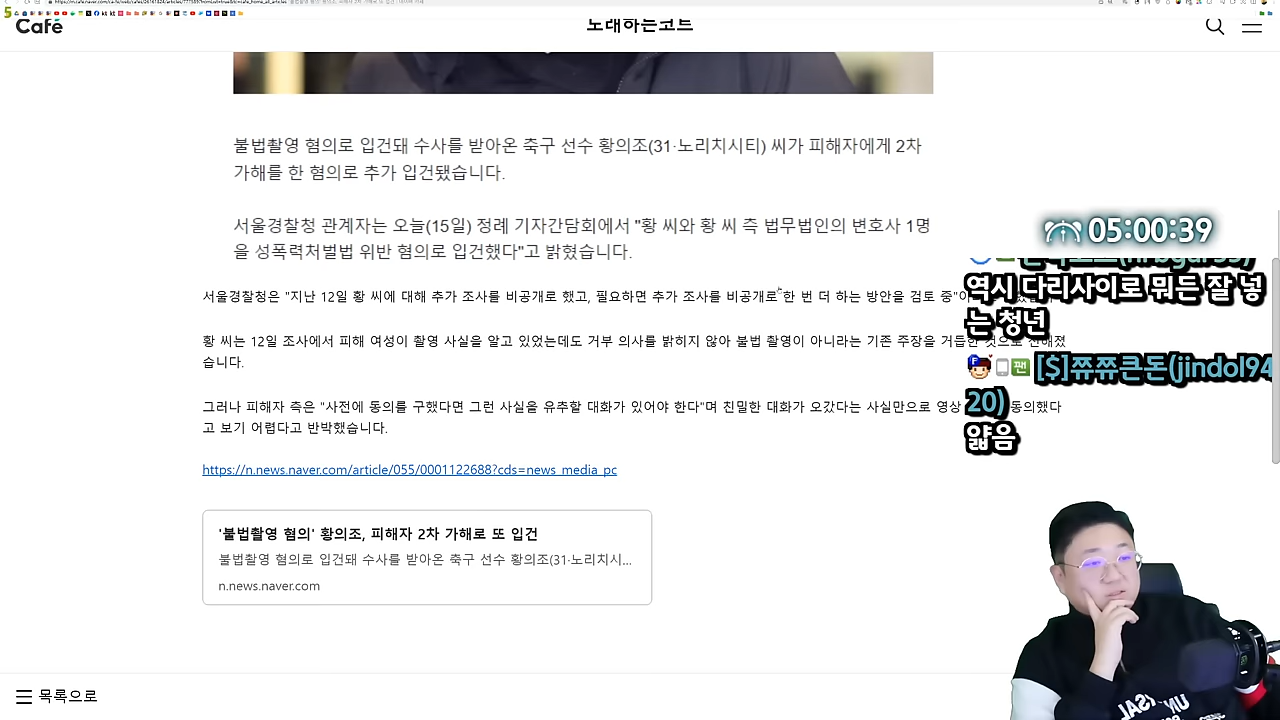 Café
노래하는코드
불법촬영 혐의로 입건돼 수사를 받아온 축구 선수 황의조(31·노리치시티) 씨가 피해자에게 2차
가해를 한 혐의로 추가 입건됐습니다.
서울경찰청 관계자는 오늘(15일) 정례 기자간담회에서 "황 씨와 황 씨 측 법무법인의 변호사 1명
을 성폭력처벌법 위반 혐의로 입건했다"고 밝혔습니다.
05:00:39
역시 다리사이로 뭐든 잘 넣
는 청년
서울경찰청은 "지난 12일 황 씨에 대해 추가 조사를 비공개로 했고, 필요하면 추가 조사를 비공개로 한 번 더 하는 방안을 검토 중"
황 씨는 12일 조사에서 피해 여성이 촬영 사실을 알고 있었는데도 거부 의사를 밝히지 않아 불법 촬영이 아니라는 기존 주장을 거듭한 것으로 전해졌
습니다.
팬 [$]쮸쮸큰돈(jindol94
20)
얇음
그러나 피해자 측은 "사전에 동의를 구했다면 그런 사실을 유추할 대화가 있어야 한다"며 친밀한 대화가 오갔다는 사실만으로 영상 동의했다
고 보기 어렵다고 반박했습니다.
https://n.news.naver.com/article/055/0001122688?cds=news_media_pc
'불법촬영 혐의' 황의조, 피해자 2차 가해로 또 입건
불법촬영 혐의로 입건돼 수사를 받아온 축구 선수 황의조(31·노리치시...
n.news.naver.com
목록으로